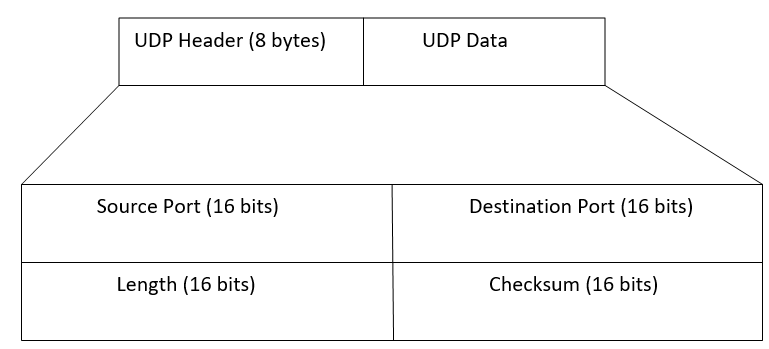 UDP Header (8 bytes)
UDP Data
Source Port (16 bits)
Destination Port (16 bits)
Length (16 bits)
Checksum (16 bits)